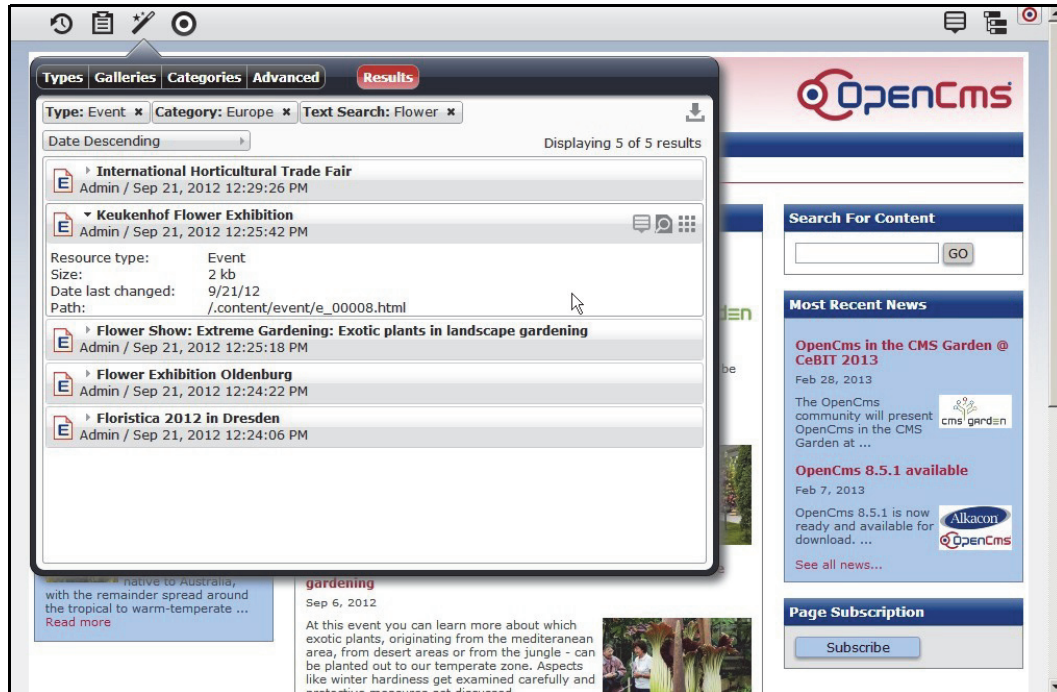 Types Galleries Categories Advanced Results
Type: Event × Category: Europe × Text Search: Flower ×
Date Descending
Displaying 5 of 5 results
E International Horticultural Trade Fair
Admin / Sep 21, 2012 12:29:26 PM
E Keukenhof Flower Exhibition
Admin / Sep 21, 2012 12:25:42 PM
Resource type: Event
Size: 2 kb
Date last changed: 9/21/12
Path: /.content/event/e_00008.html
E Flower Show: Extreme Gardening: Exotic plants in landscape gardening
Admin / Sep 21, 2012 12:25:18 PM
E Flower Exhibition Oldenburg
Admin / Sep 21, 2012 12:24:22 PM
E Floristica 2012 in Dresden
Admin / Sep 21, 2012 12:24:06 PM
native to Australia,
with the remainder spread around
the tropical to warm-temperate ...
Read more
be
gardening
Sep 6, 2012
At this event you can learn more about which
exotic plants, originating from the mediteranean
area, from desert areas or from the jungle - can
be planted out to our temperate zone. Aspects
like winter hardiness get examined carefully and
OpenCms
Search For Content
GO
Most Recent News
OpenCms in the CMS Garden @
CeBIT 2013
Feb 28, 2013
The OpenCms
community will present
OpenCms in the CMS
Garden at ...
cms garden
OpenCms 8.5.1 available
Feb 7, 2013
OpenCms 8.5.1 is now
ready and available for
download. ...
Alkacon
OpenCms
See all news...
Page Subscription
Subscribe